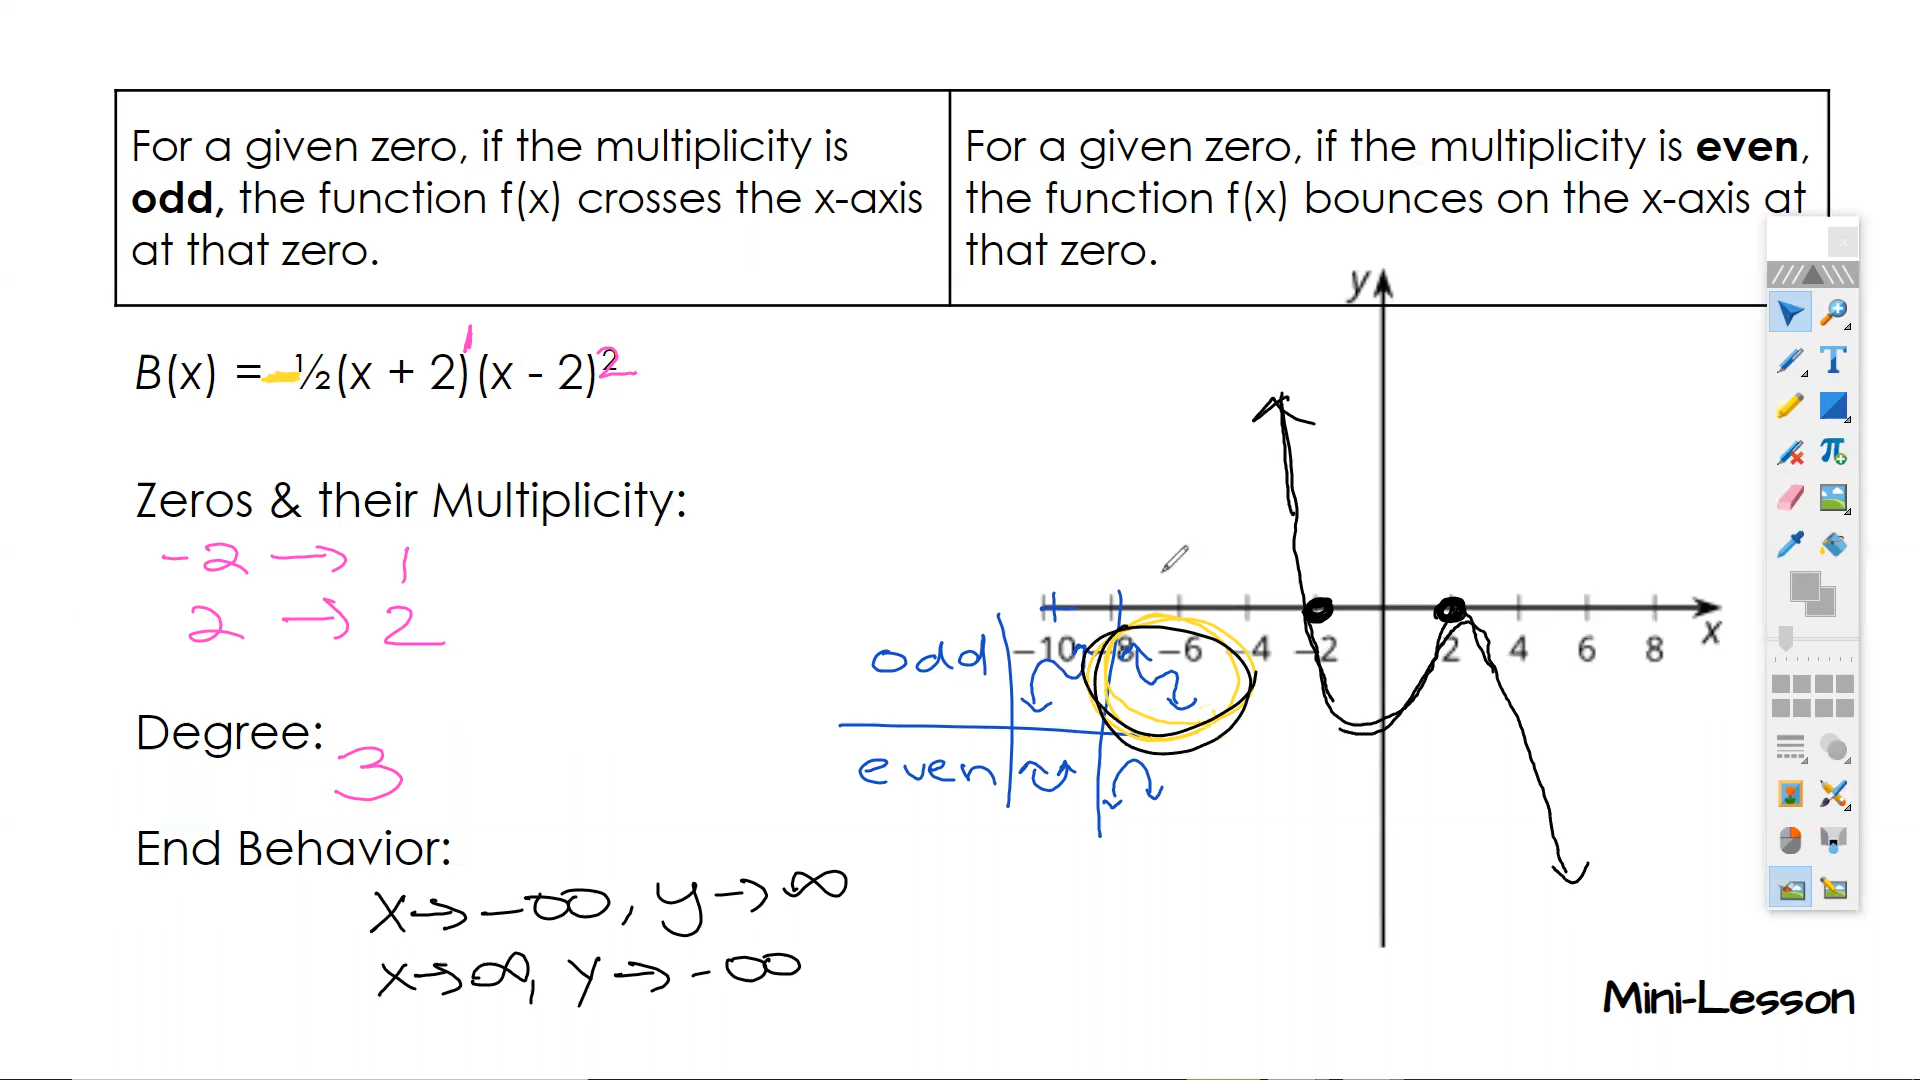 For a given zero, if the multiplicity is
odd, the function f(x) crosses the x-axis
at that zero.
For a given zero, if the multiplicity is even,
the function f(x) bounces on the x-axis at
that zero.
B(x) = -½(x + 2)¹(x - 2)²
Zeros & their Multiplicity:
-2 → 1
2 → 2
Degree:
3
End Behavior:
x → -∞, y → ∞
x → ∞, y → -∞
y
-10 -8 -6 -4 -2 2 4 6 8
x
+ -
odd
even
Mini-Lesson